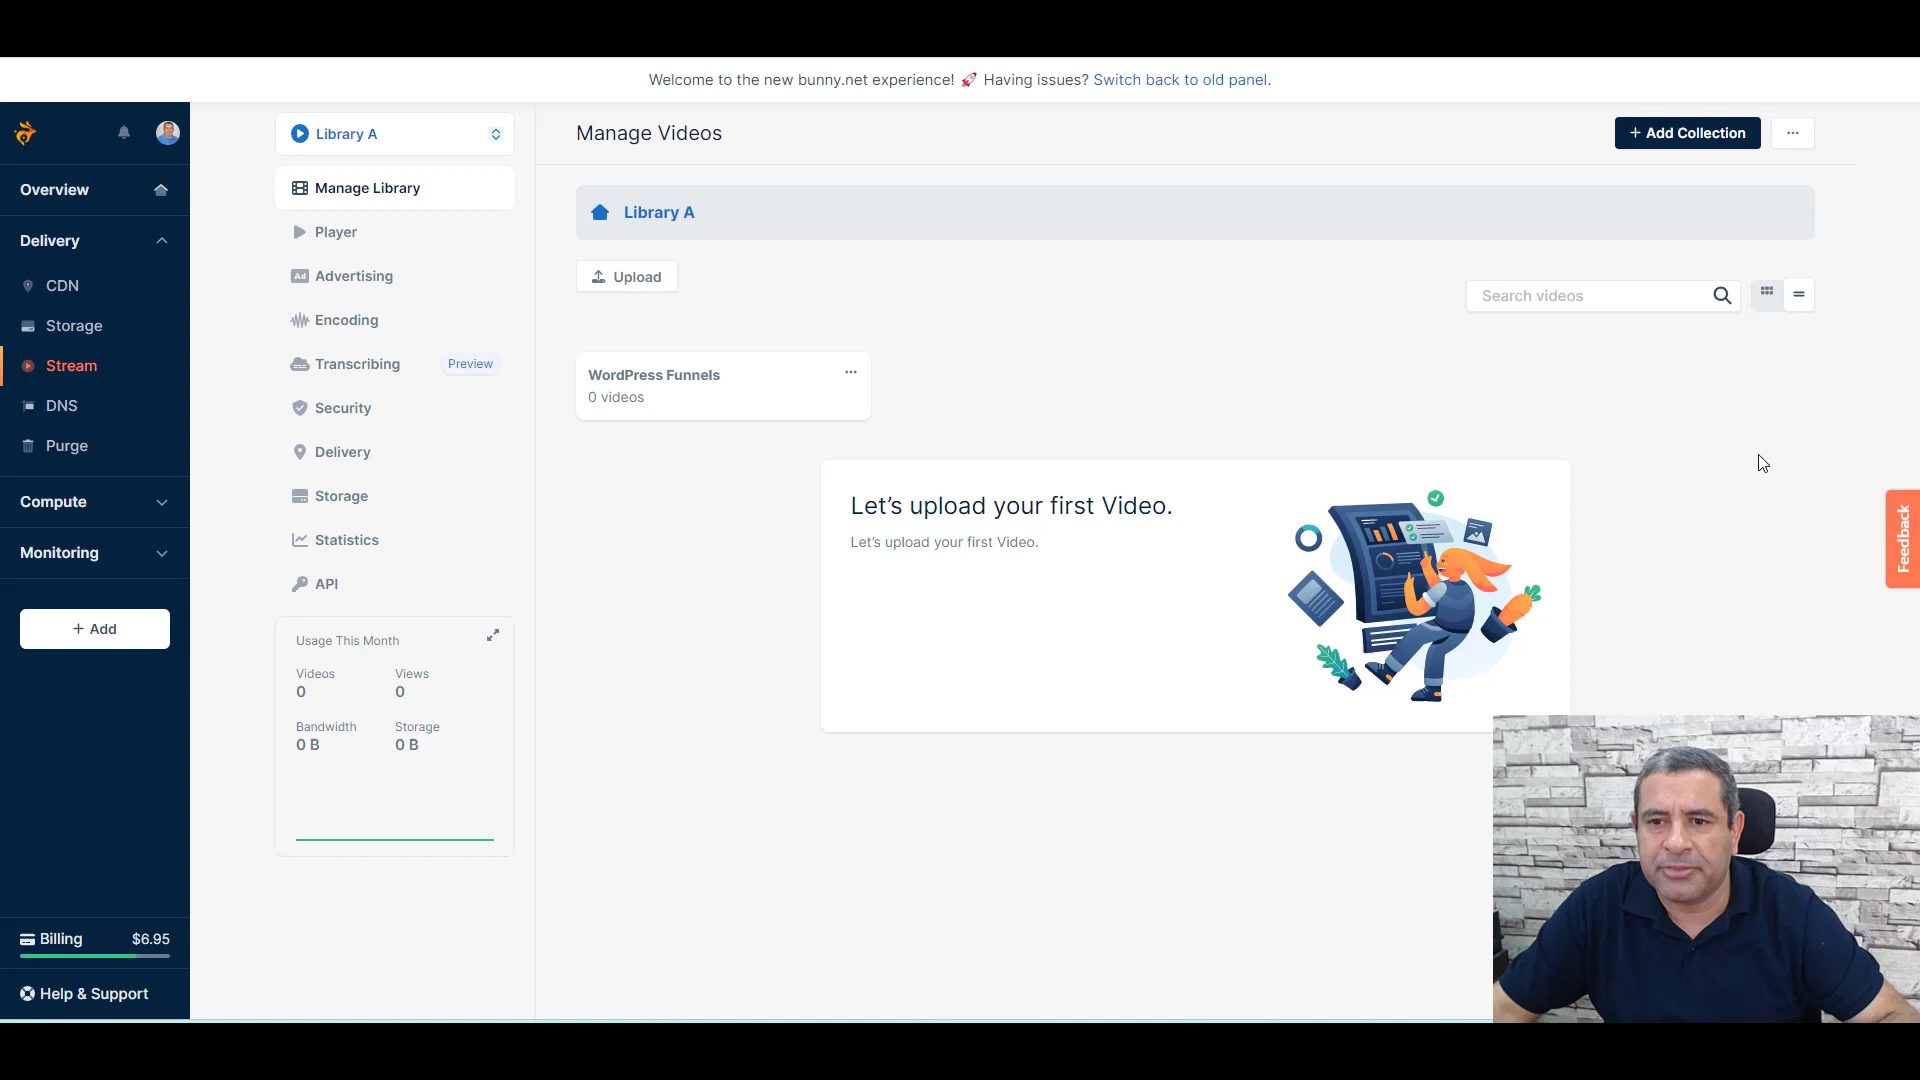 Welcome to the new bunny.net experience! 🚀 Having issues? Switch back to old panel.
Overview
Delivery
CDN
Storage
Stream
DNS
Purge
Compute
Monitoring
+ Add
Billing $6.95
Help & Support
Library A
Manage Library
Player
Ad Advertising
Encoding
Transcribing Preview
Security
Delivery
Storage
Statistics
API
Usage This Month
Videos Views
0 0
Bandwidth Storage
0 B 0 B
Manage Videos
+ Add Collection
Library A
Upload
Search videos
WordPress Funnels
0 videos
Let's upload your first Video.
Let's upload your first Video.
Feedback